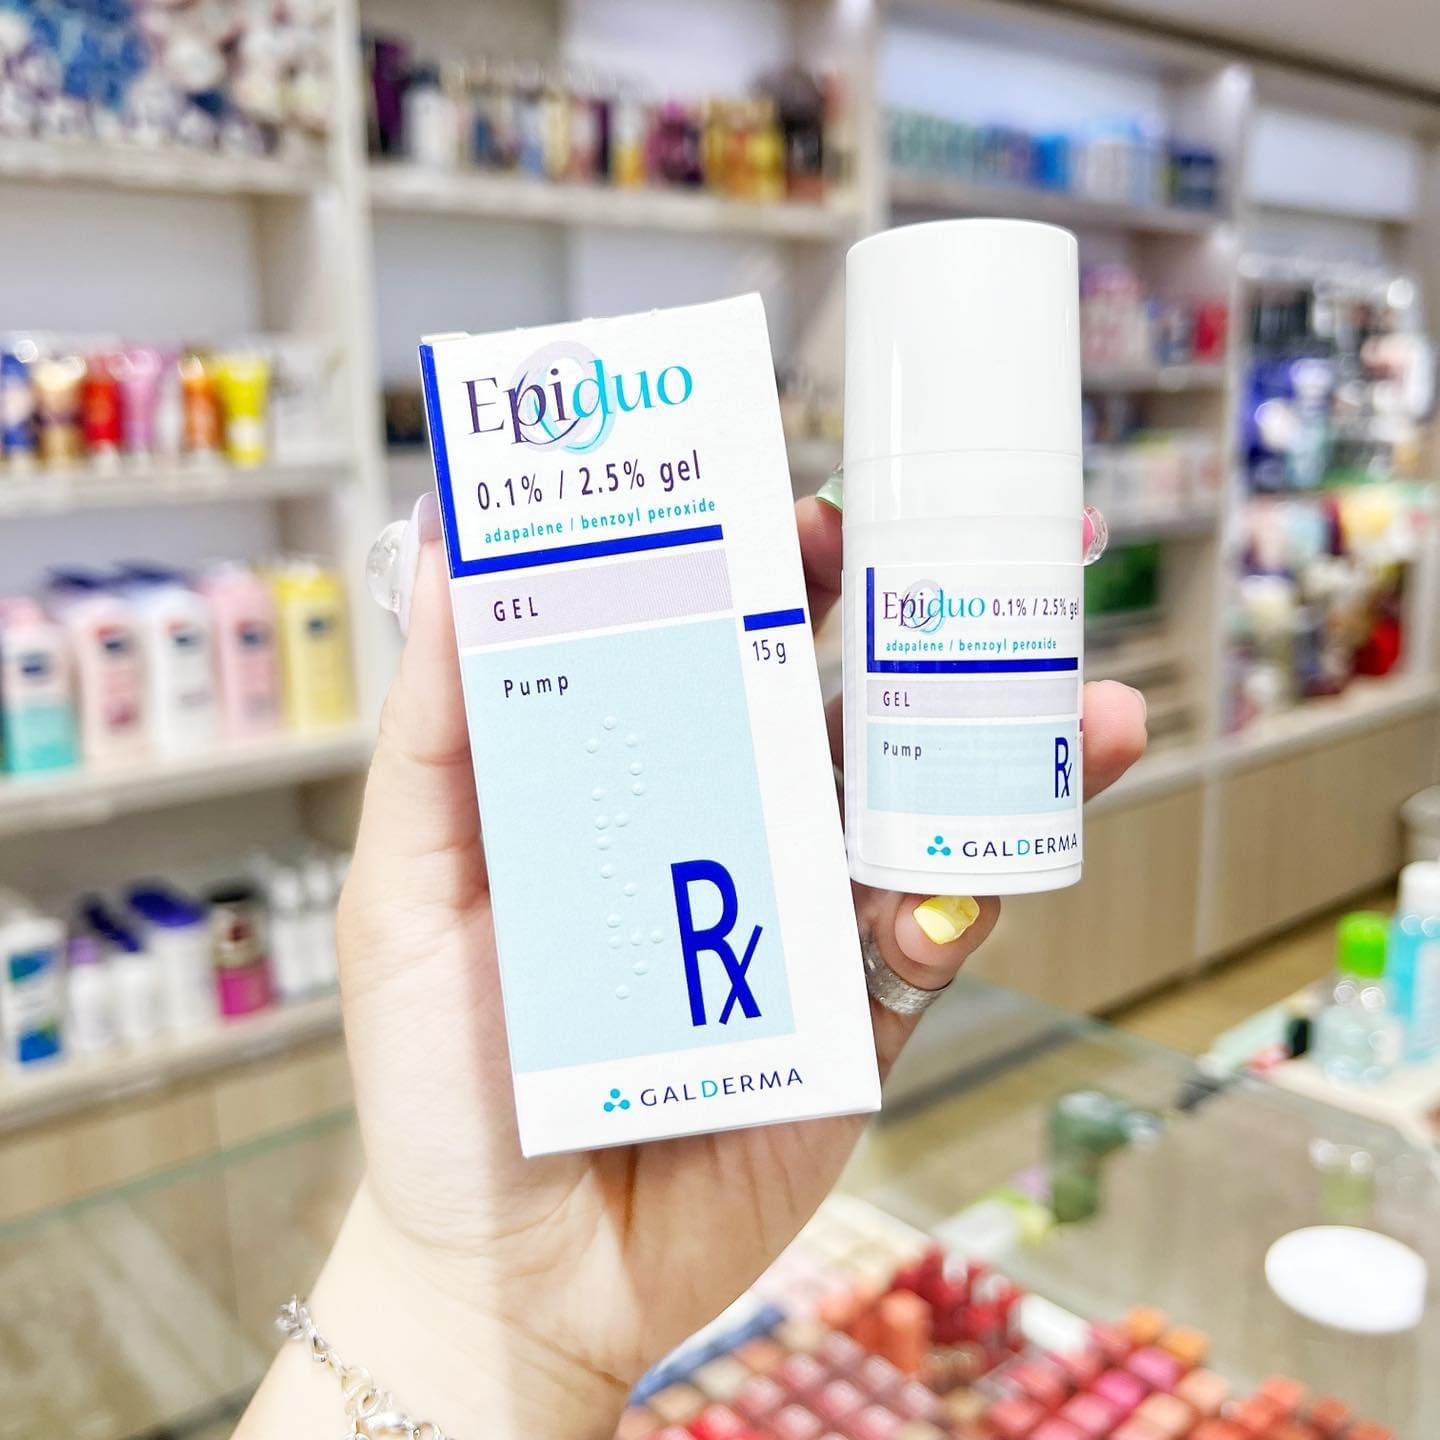 Epiduo
0.1% / 2.5% gel
adapalene / benzoyl peroxide
GEL
15 g
Pump
Rx
GALDERMA
Epiduo 0.1% / 2.5% gel
adapalene / benzoyl peroxide
GEL
Pump
Rx
GALDERMA